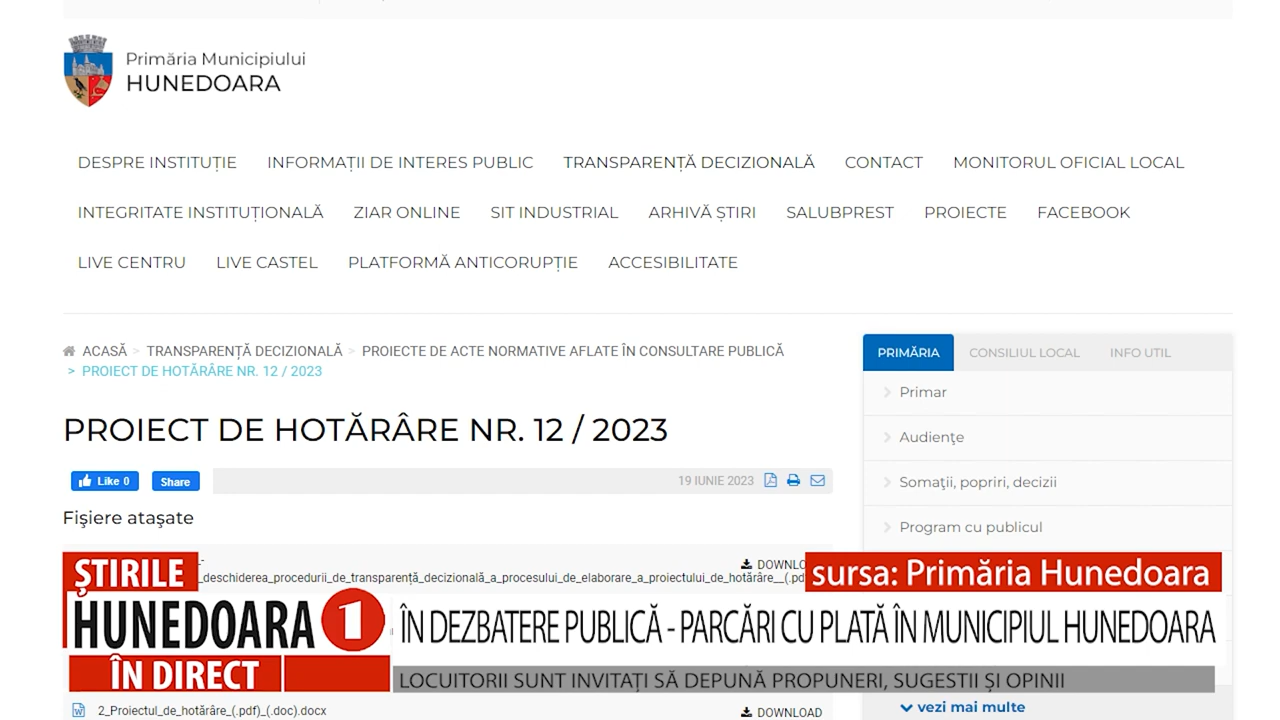 Primăria Municipiului
HUNEDOARA
DESPRE INSTITUȚIE INFORMAȚII DE INTERES PUBLIC TRANSPARENȚĂ DECIZIONALĂ CONTACT MONITORUL OFICIAL LOCAL
INTEGRITATE INSTITUȚIONALĂ ZIAR ONLINE SIT INDUSTRIAL ARHIVĂ ȘTIRI SALUBPREST PROIECTE FACEBOOK
LIVE CENTRU LIVE CASTEL PLATFORMĂ ANTICORUPȚIE ACCESIBILITATE
ACASĂ > TRANSPARENȚĂ DECIZIONALĂ > PROIECTE DE ACTE NORMATIVE AFLATE ÎN CONSULTARE PUBLICĂ
> PROIECT DE HOTĂRÂRE NR. 12 / 2023
PROIECT DE HOTĂRÂRE NR. 12 / 2023
Like 0 Share 19 IUNIE 2023
Fişiere ataşate
PRIMĂRIA CONSILIUL LOCAL INFO UTIL
Primar
Audienţe
Somaţii, popriri, decizii
Program cu publicul
DOWNLO
_deschiderea_procedurii_de_transparență_decizională_a_procesului_de_elaborare_a_proiectului_de_hotărâre__(.pdf
ȘTIRILE
HUNEDOARA 1
ÎN DIRECT
sursa: Primăria Hunedoara
ÎN DEZBATERE PUBLICĂ - PARCĂRI CU PLATĂ ÎN MUNICIPIUL HUNEDOARA
LOCUITORII SUNT INVITAȚI SĂ DEPUNĂ PROPUNERI, SUGESTII ȘI OPINII
2_Proiectul_de_hotărâre_(.pdf)_(.doc).docx DOWNLOAD
vezi mai multe